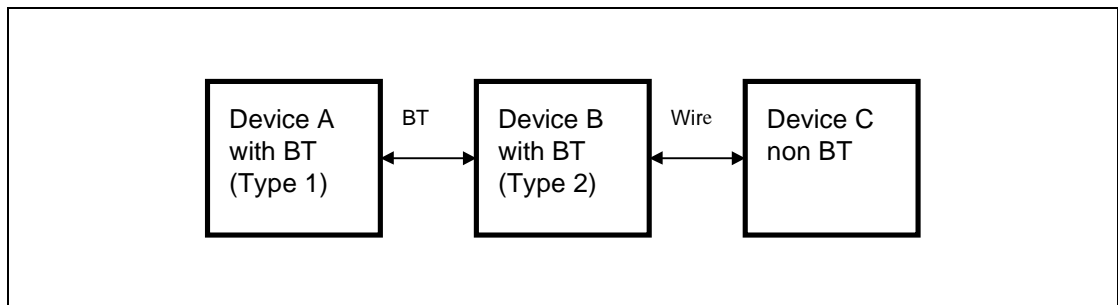 Device A
with BT
(Type 1)
BT
Device B
with BT
(Type 2)
Wire
Device C
non BT